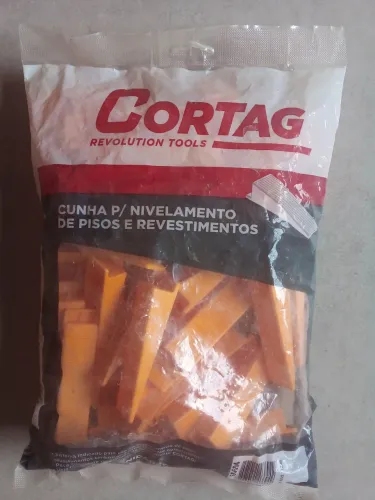 CORTAG
REVOLUTION TOOLS
CUNHA P/ NIVELAMENTO
DE PISOS E REVESTIMENTOS